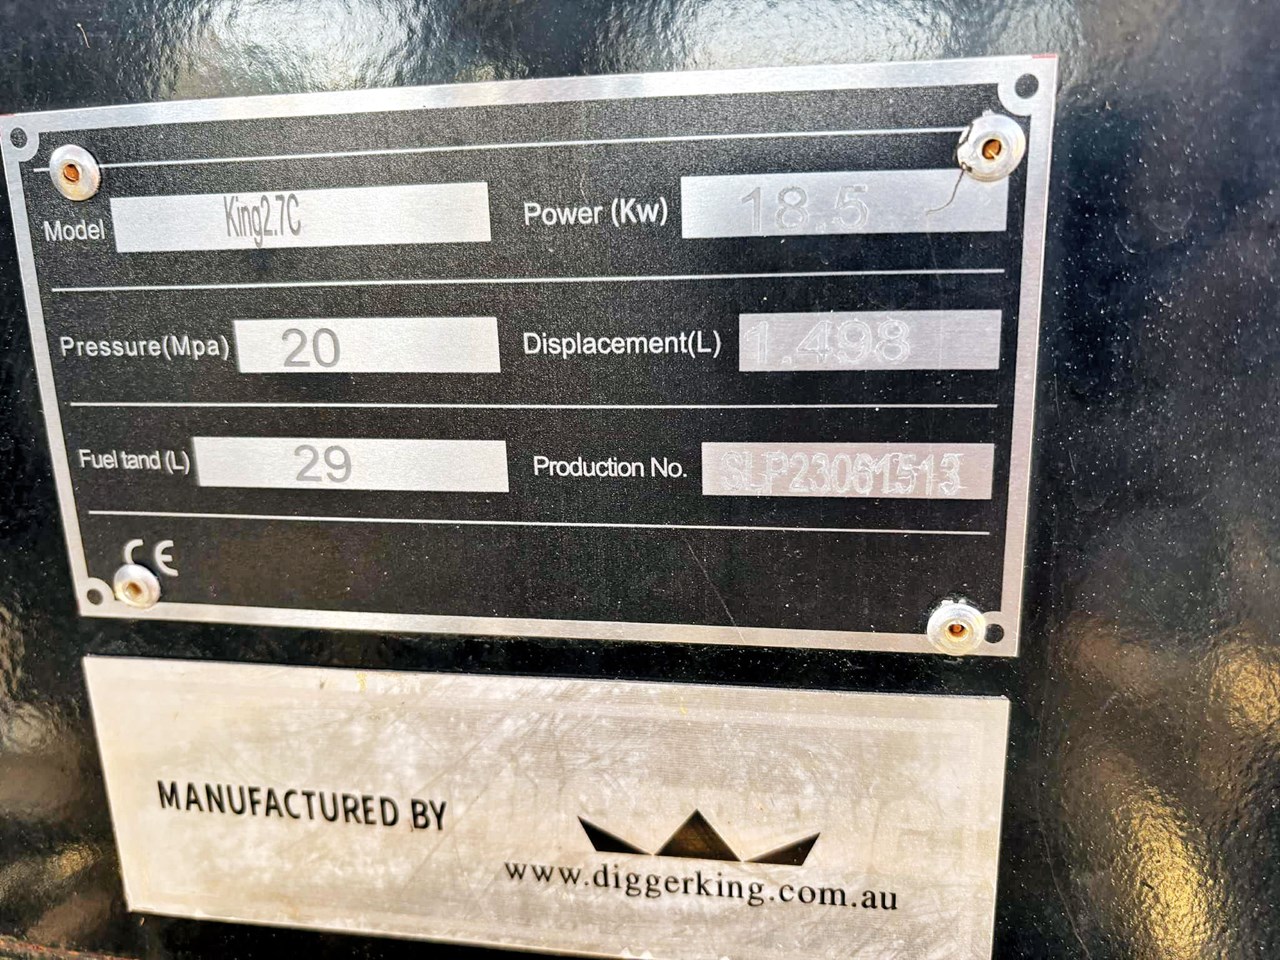 Model King2.7C Power (Kw) 18.5
Pressure(Mpa) 20 Displacement(L) 1.498
Fuel tand (L) 29 Production No. SLP23061513
CE
MANUFACTURED BY
www.diggerking.com.au